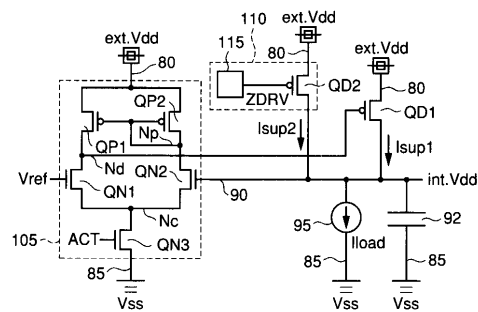 110
ext.Vdd
115
ext.Vdd
80
ext.Vdd
80
QD2
80
QP2
ZDRV
QD1
Isup2
QP1
Np
Isup1
Nd
QN2
Vref
QN1
90
int.Vdd
Nc
95
92
105
ACT
QN3
Iload
85
85
85
Vss
Vss
Vss